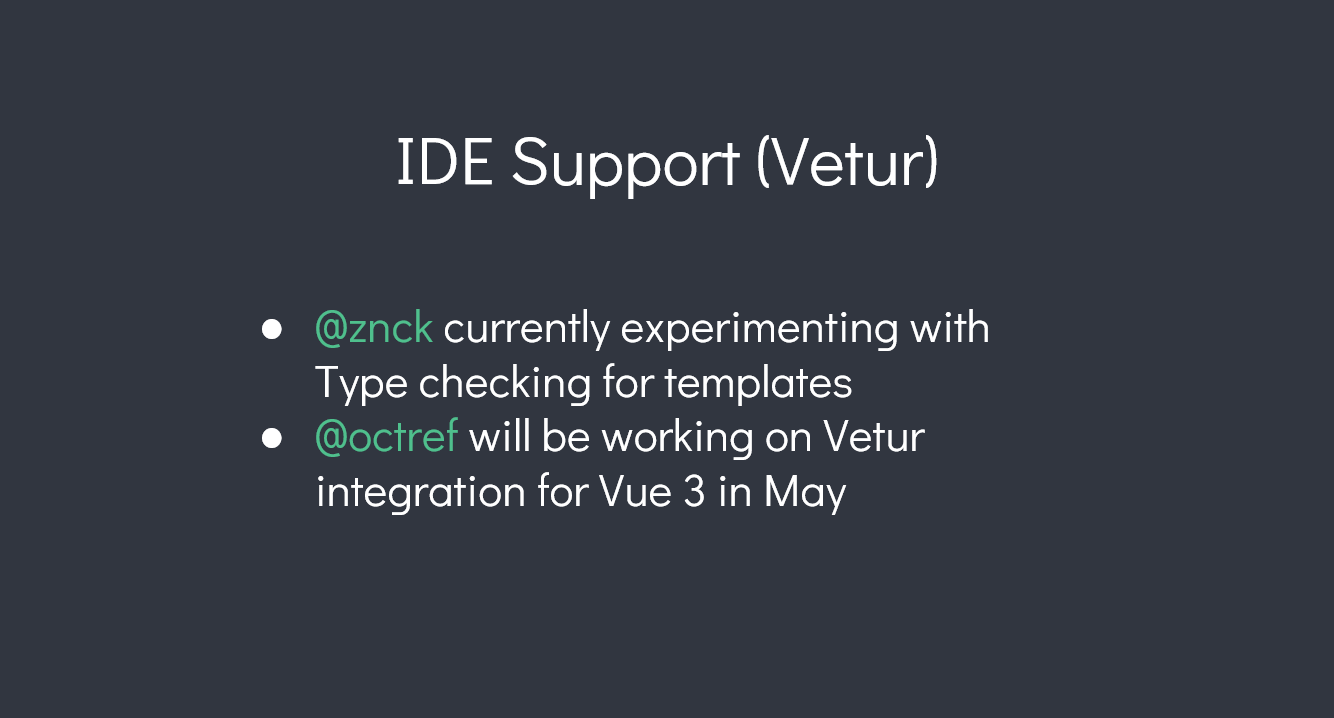 IDE Support (Vetur)
● @znck currently experimenting with
Type checking for templates
● @octref will be working on Vetur
integration for Vue 3 in May